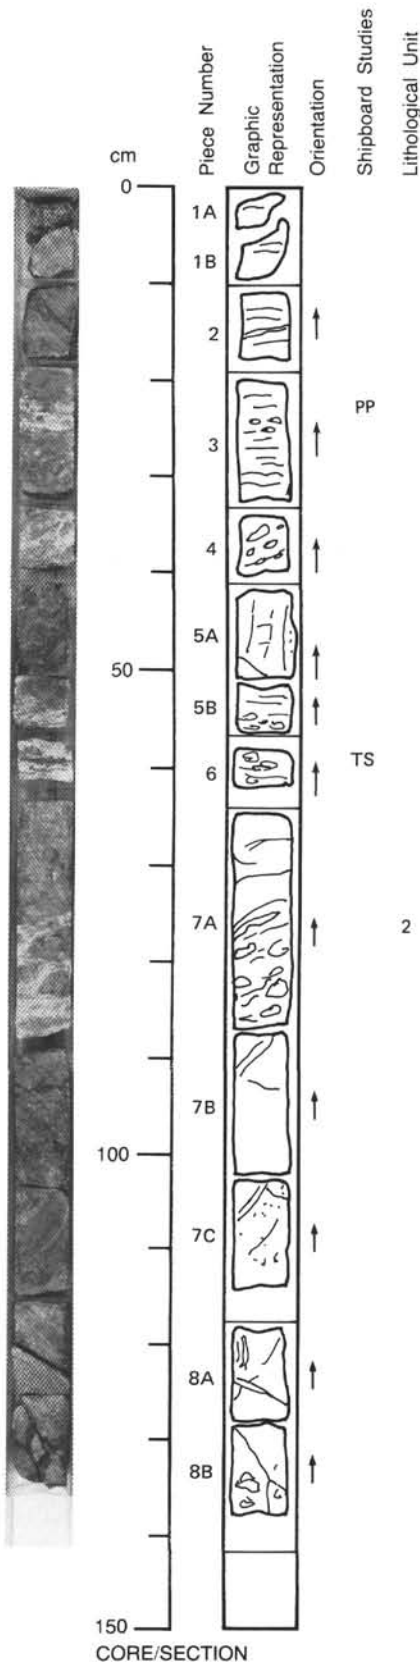 cm
Piece Number
Graphic
Representation
Orientation
Shipboard Studies
Lithological Unit
0
1A
1B
2
PP
3
4
5A
50
5B
TS
6
7A
2
7B
100
7C
8A
8B
150
CORE/SECTION